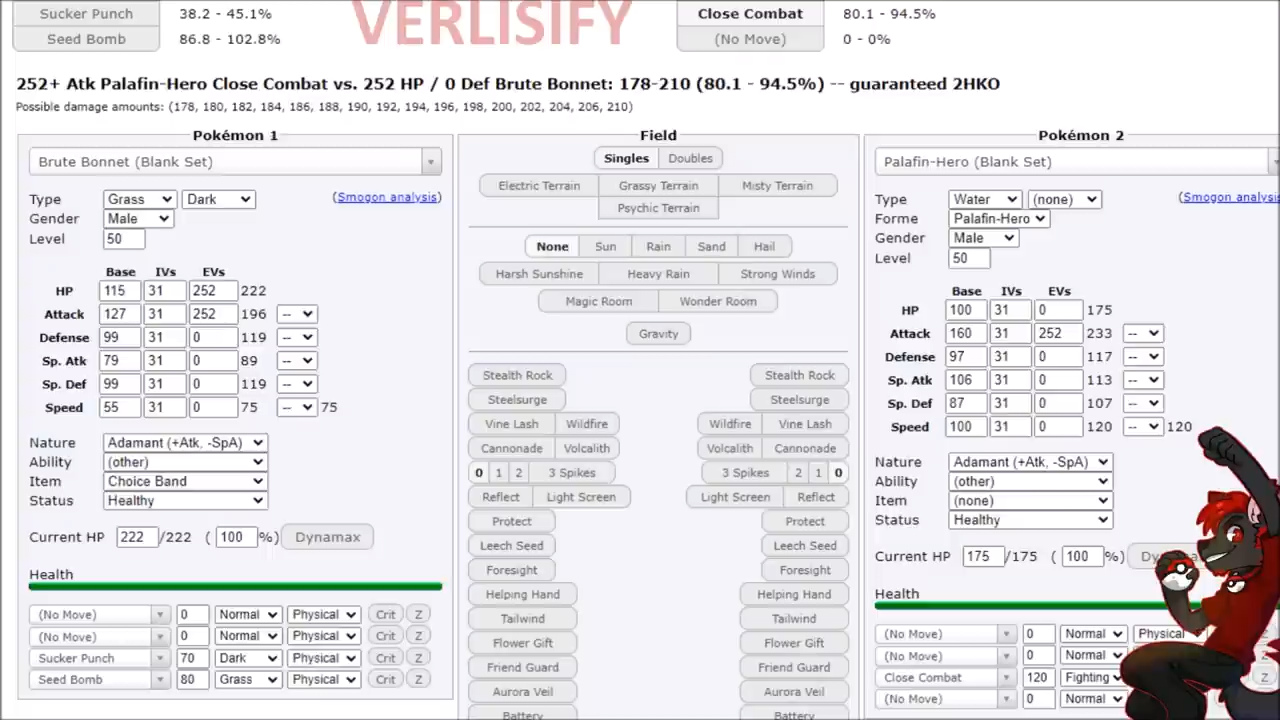 Sucker Punch 38.2 - 45.1% VERLISIFY Close Combat 80.1 - 94.5%
Seed Bomb 86.8 - 102.8% (No Move) 0 - 0%
252+ Atk Palafin-Hero Close Combat vs. 252 HP / 0 Def Brute Bonnet: 178-210 (80.1 - 94.5%) -- guaranteed 2HKO
Possible damage amounts: (178, 180, 182, 184, 186, 188, 190, 192, 194, 196, 198, 200, 202, 204, 206, 210)
Pokémon 1
Brute Bonnet (Blank Set)
Type Grass Dark (Smogon analysis)
Gender Male
Level 50
Base IVs EVs
HP 115 31 252 222
Attack 127 31 252 196 --
Defense 99 31 0 119 --
Sp. Atk 79 31 0 89 --
Sp. Def 99 31 0 119 --
Speed 55 31 0 75 -- 75
Nature Adamant (+Atk, -SpA)
Ability (other)
Item Choice Band
Status Healthy
Current HP 222 /222 ( 100 %) Dynamax
Health
(No Move) 0 Normal Physical Crit Z
(No Move) 0 Normal Physical Crit Z
Sucker Punch 70 Dark Physical Crit Z
Seed Bomb 80 Grass Physical Crit Z
Field
Singles Doubles
Electric Terrain Grassy Terrain Misty Terrain
Psychic Terrain
None Sun Rain Sand Hail
Harsh Sunshine Heavy Rain Strong Winds
Magic Room Wonder Room
Gravity
Stealth Rock Stealth Rock
Steelsurge Steelsurge
Vine Lash Wildfire Wildfire Vine Lash
Cannonade Volcalith Volcalith Cannonade
0 1 2 3 Spikes 3 Spikes 2 1 0
Reflect Light Screen Light Screen Reflect
Protect Protect
Leech Seed Leech Seed
Foresight Foresight
Helping Hand Helping Hand
Tailwind Tailwind
Flower Gift Flower Gift
Friend Guard Friend Guard
Aurora Veil Aurora Veil
Battery Battery
Pokémon 2
Palafin-Hero (Blank Set)
Type Water (none) (Smogon analysis
Forme Palafin-Hero
Gender Male
Level 50
Base IVs EVs
HP 100 31 0 175
Attack 160 31 252 233 --
Defense 97 31 0 117 --
Sp. Atk 106 31 0 113 --
Sp. Def 87 31 0 107 --
Speed 100 31 0 120 -- 120
Nature Adamant (+Atk, -SpA)
Ability (other)
Item (none)
Status Healthy
Current HP 175 /175 ( 100 %)
Health
(No Move) 0 Normal Physical
(No Move) 0 Normal
Close Combat 120 Fighting Z
(No Move) 0 Normal